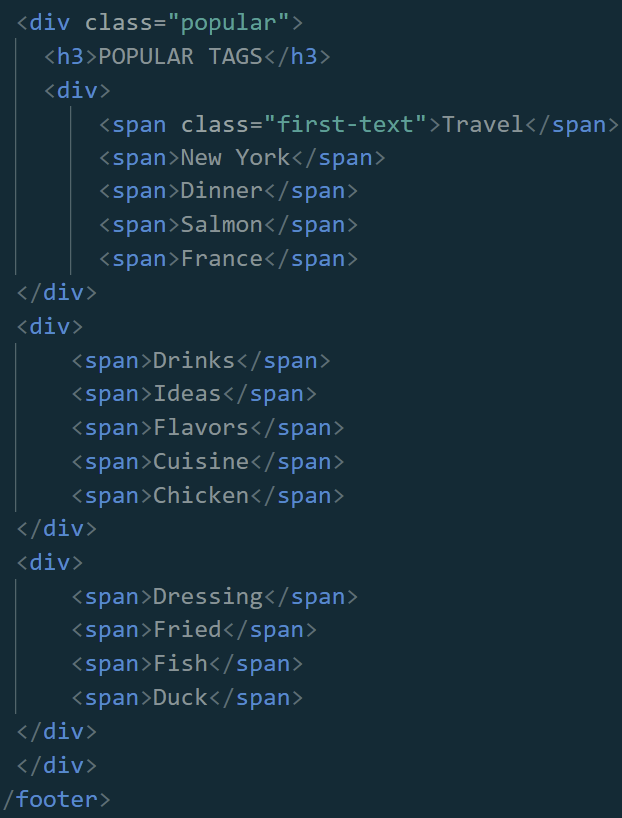 <div class="popular">
<h3>POPULAR TAGS</h3>
<div>
<span class="first-text">Travel</span>
<span>New York</span>
<span>Dinner</span>
<span>Salmon</span>
<span>France</span>
</div>
<div>
<span>Drinks</span>
<span>Ideas</span>
<span>Flavors</span>
<span>Cuisine</span>
<span>Chicken</span>
</div>
<div>
<span>Dressing</span>
<span>Fried</span>
<span>Fish</span>
<span>Duck</span>
</div>
</div>
/footer>